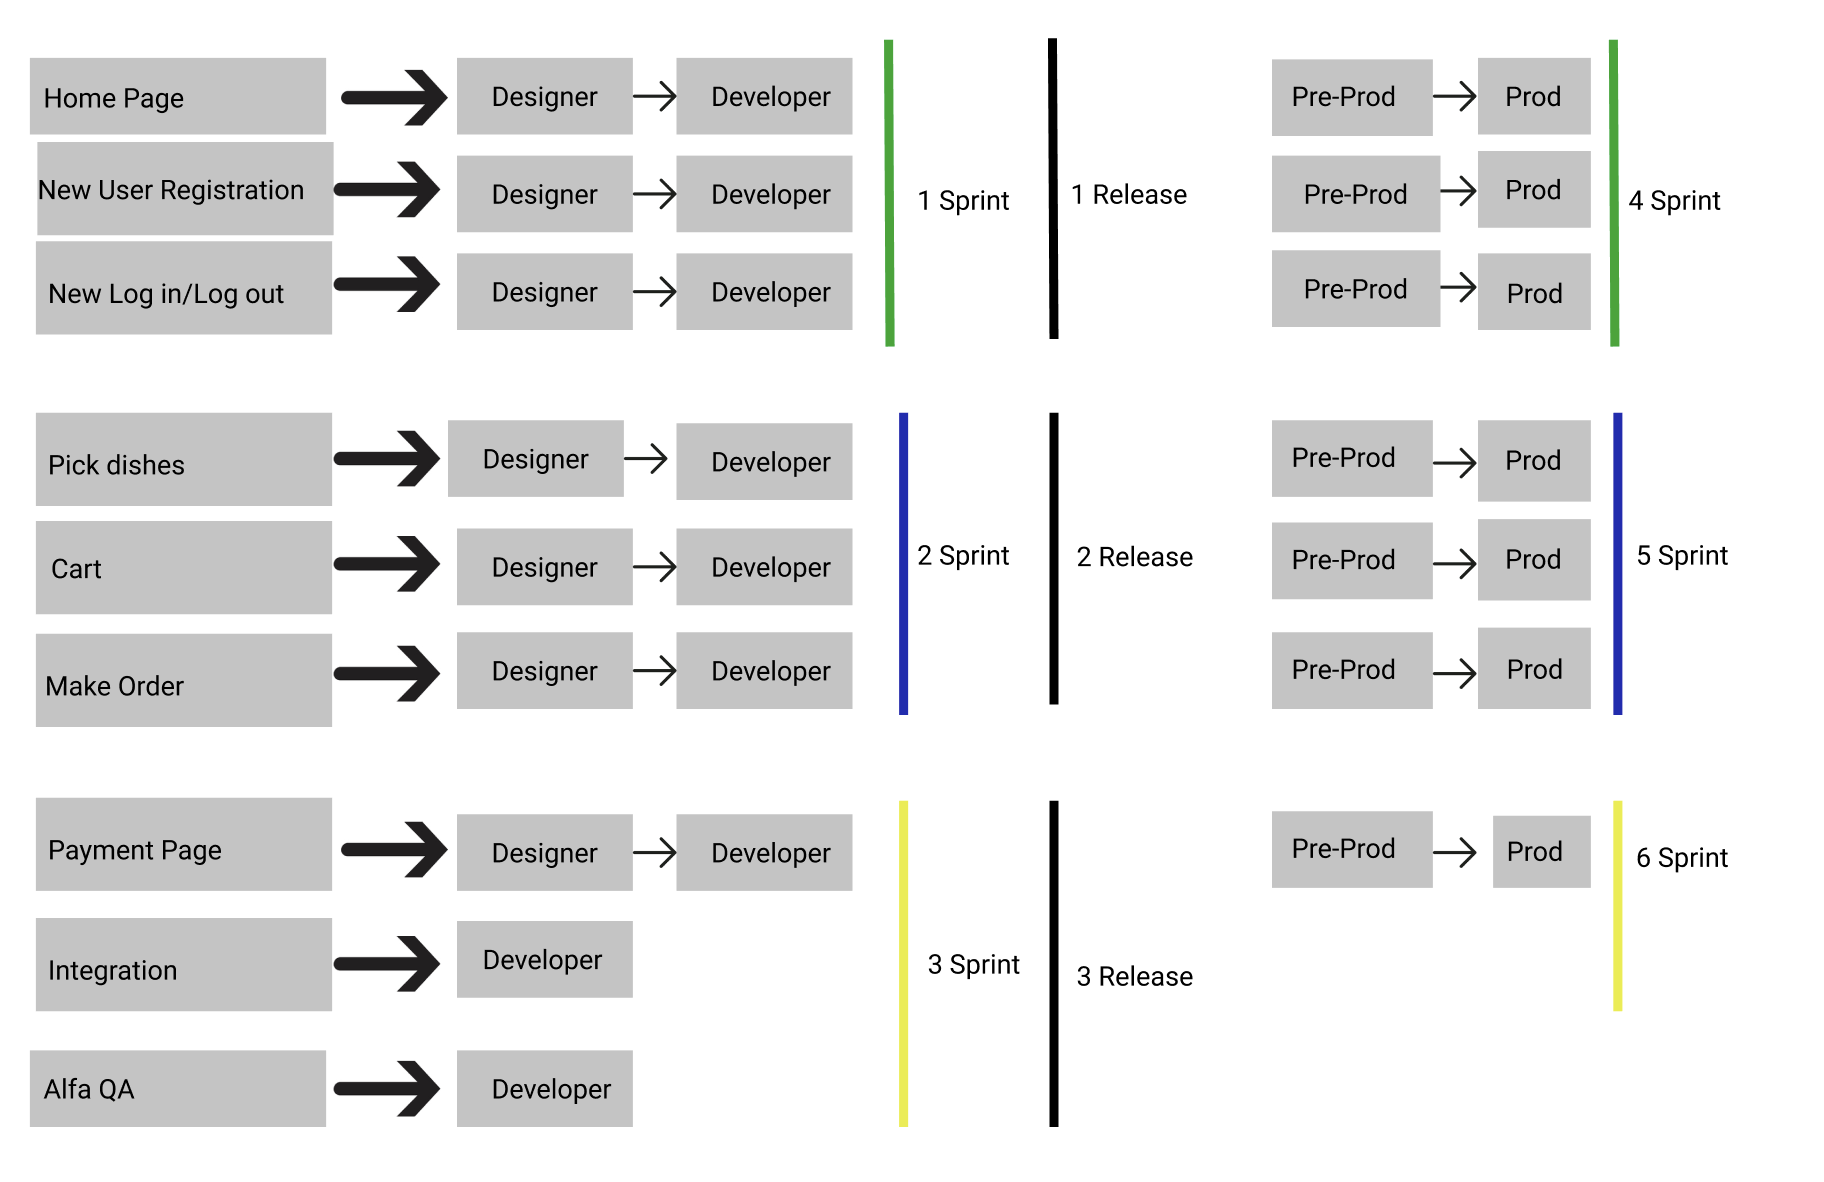 Home Page
Designer
Developer
Pre-Prod
Prod
New User Registration
Designer
Developer
1 Sprint
1 Release
Pre-Prod
Prod
4 Sprint
New Log in/Log out
Designer
Developer
Pre-Prod
Prod
Pick dishes
Designer
Developer
Pre-Prod
Prod
Cart
Designer
Developer
2 Sprint
2 Release
Pre-Prod
Prod
5 Sprint
Make Order
Designer
Developer
Pre-Prod
Prod
Payment Page
Designer
Developer
Pre-Prod
Prod
6 Sprint
Integration
Developer
3 Sprint
3 Release
Alfa QA
Developer